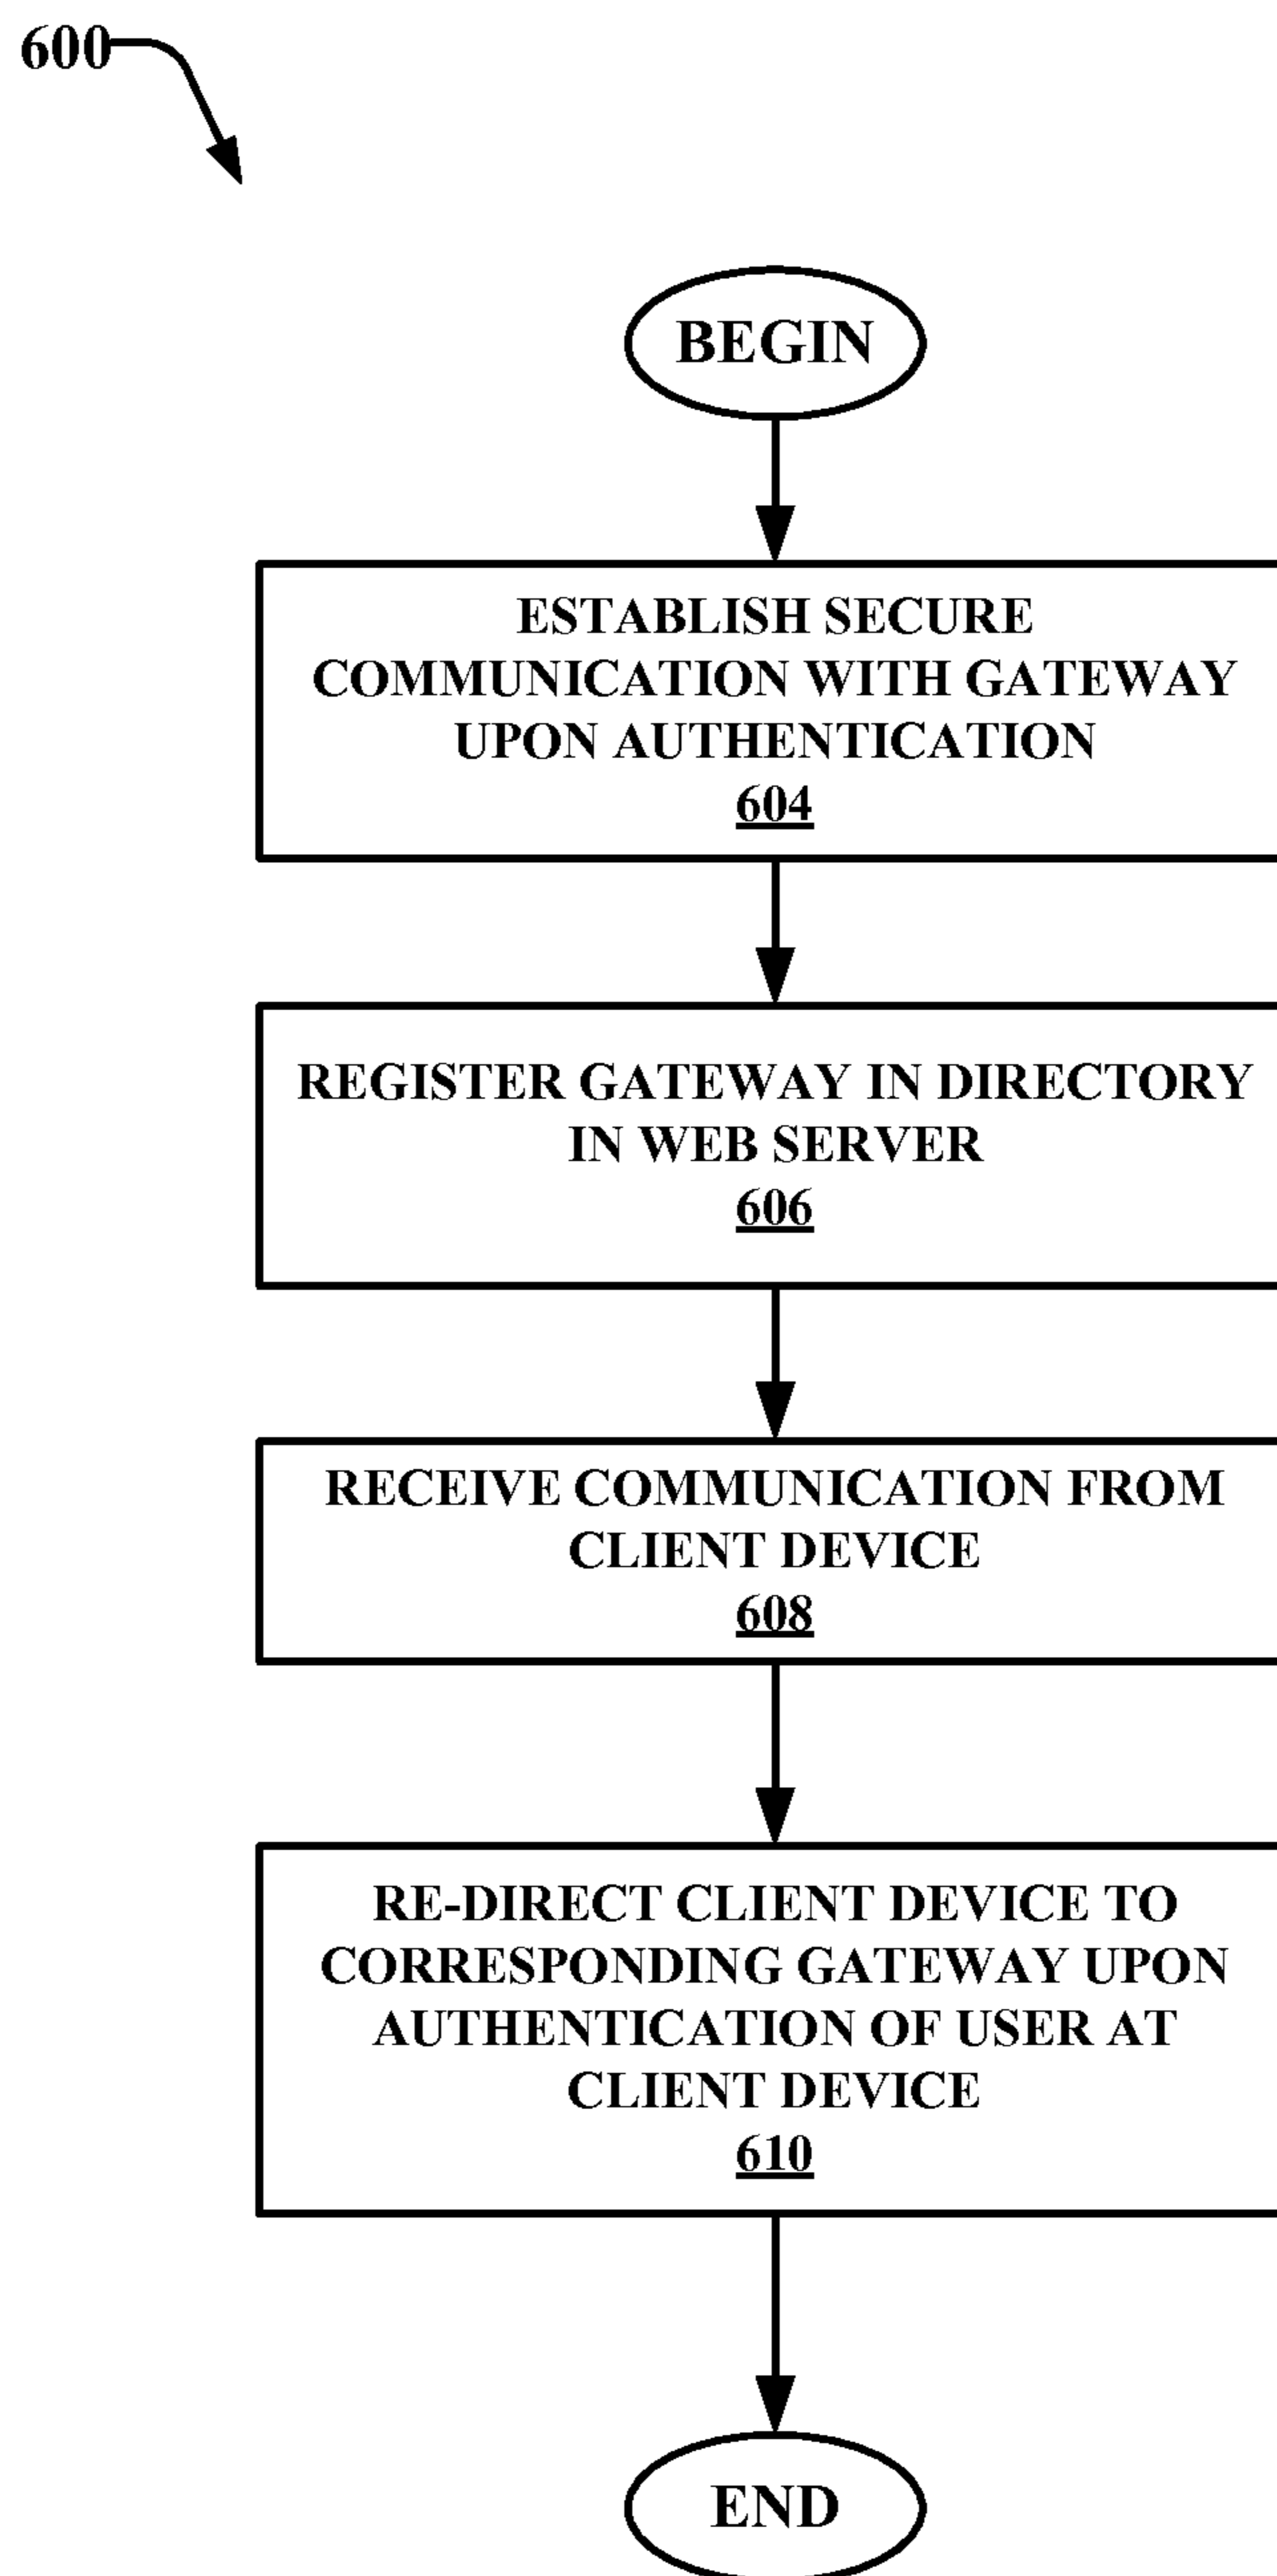 600
BEGIN
ESTABLISH SECURE
COMMUNICATION WITH GATEWAY
UPON AUTHENTICATION
604
REGISTER GATEWAY IN DIRECTORY
IN WEB SERVER
606
RECEIVE COMMUNICATION FROM
CLIENT DEVICE
608
RE-DIRECT CLIENT DEVICE TO
CORRESPONDING GATEWAY UPON
AUTHENTICATION OF USER AT
CLIENT DEVICE
610
END